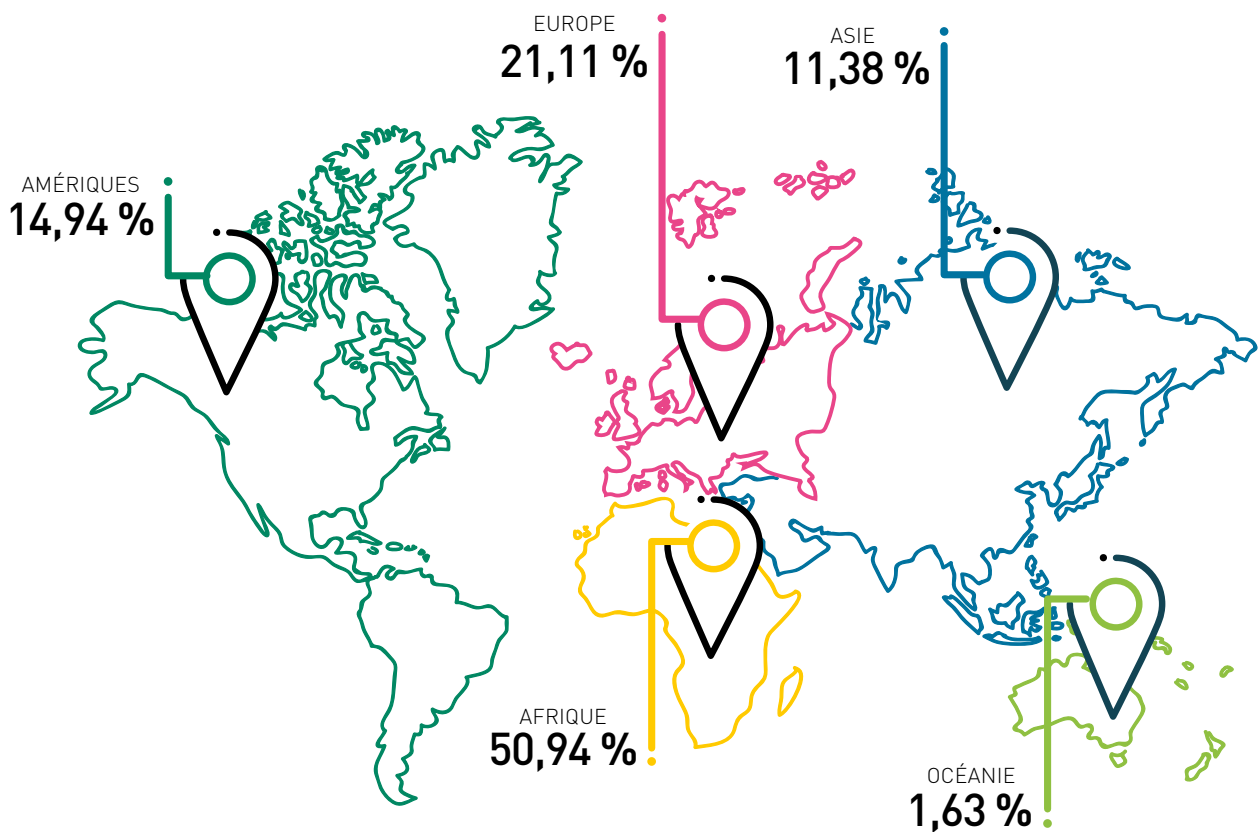 EUROPE
21,11 %
ASIE
11,38 %
AMÉRIQUES
14,94 %
AFRIQUE
50,94 %
OCÉANIE
1,63 %